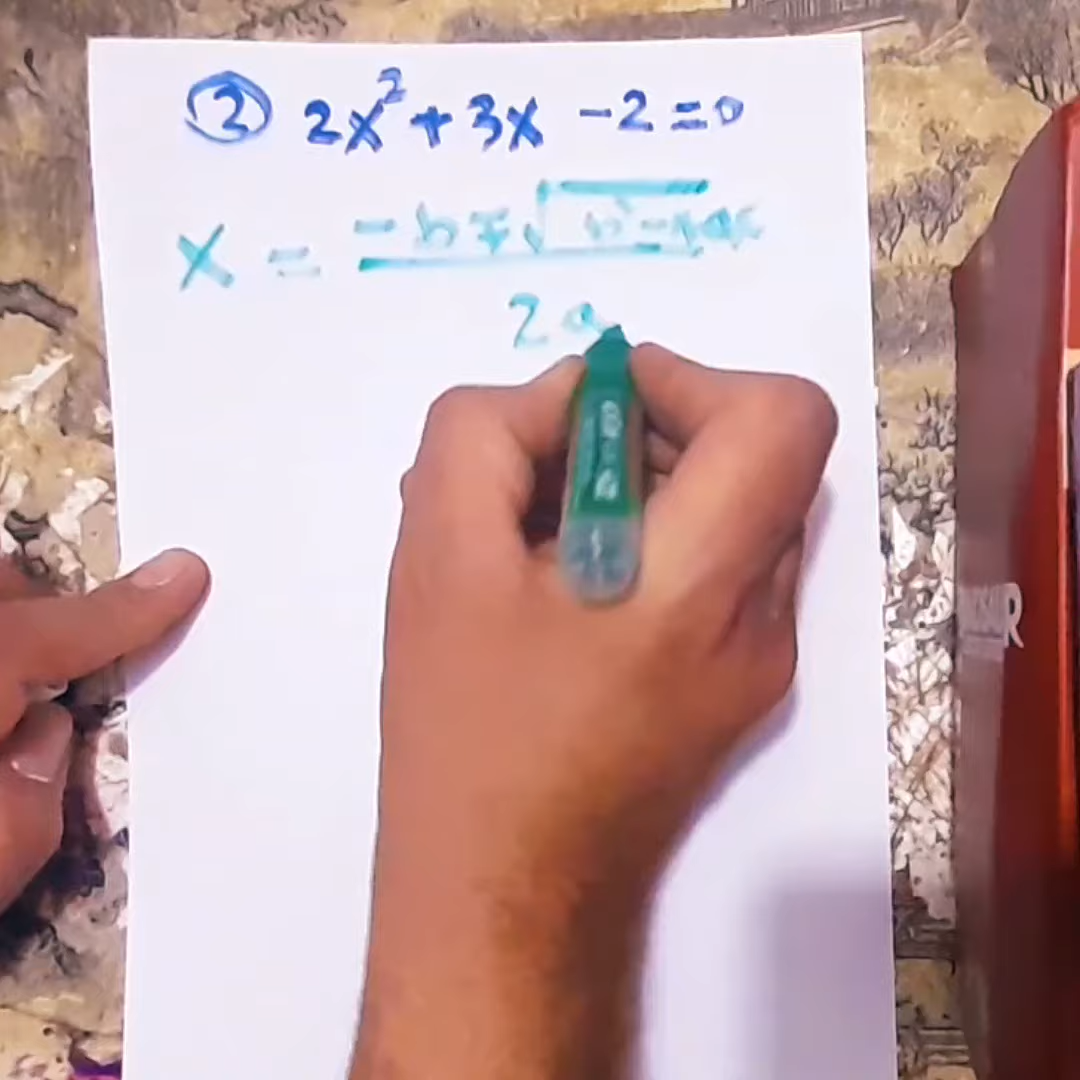 ② 2x² + 3x - 2 = 0
x = -b ∓ √b² - 4ac
2a